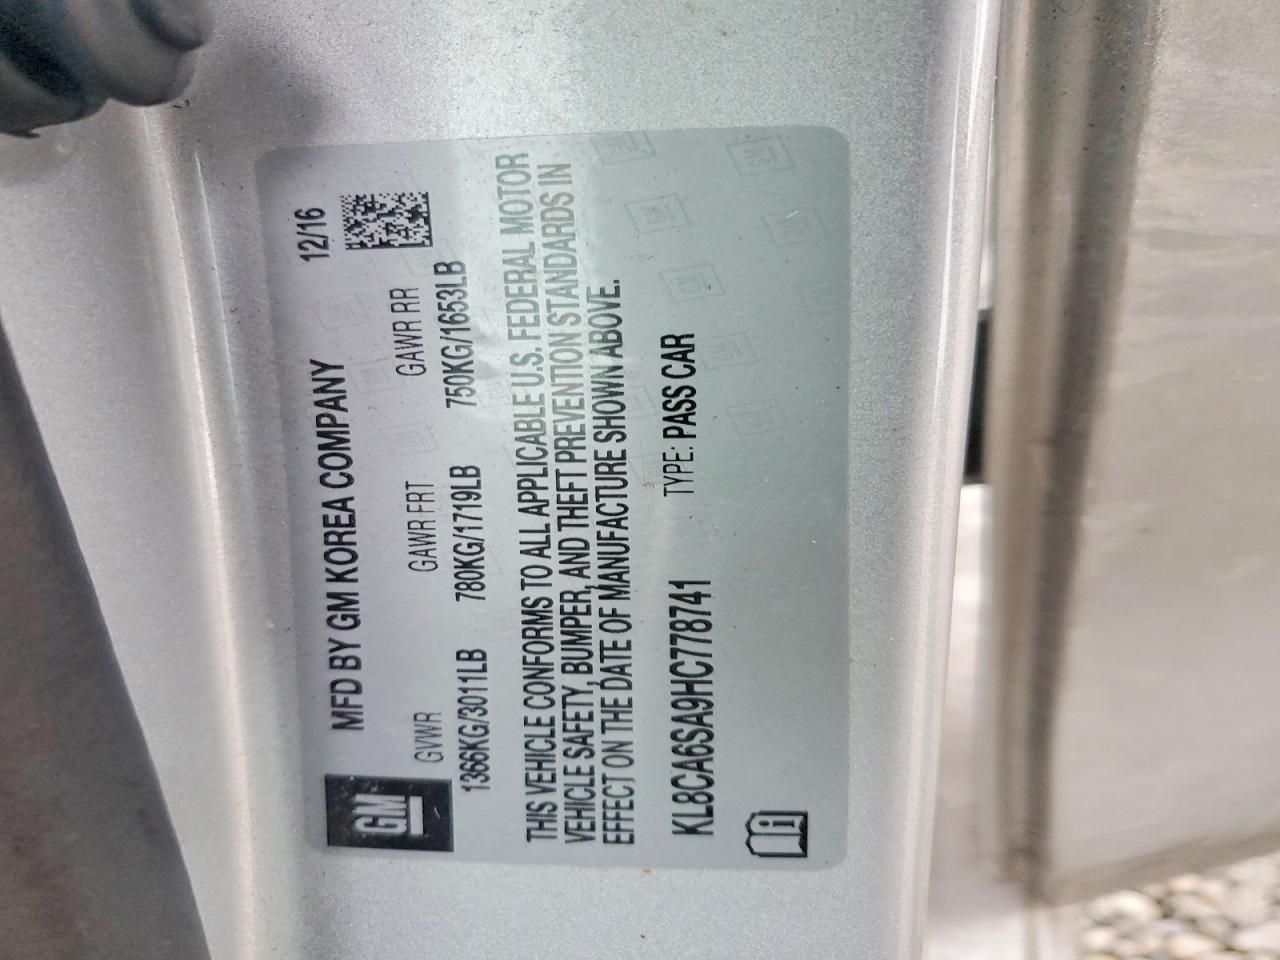 GM
MFD BY GM KOREA COMPANY 12/16
GVWR GAWR FRT GAWR RR
1366KG/3011LB 780KG/1719LB 750KG/1653LB
THIS VEHICLE CONFORMS TO ALL APPLICABLE U.S. FEDERAL MOTOR
VEHICLE SAFETY, BUMPER, AND THEFT PREVENTION STANDARDS IN
EFFECT ON THE DATE OF MANUFACTURE SHOWN ABOVE.
KL8CA6SA9HC778741 TYPE: PASS CAR